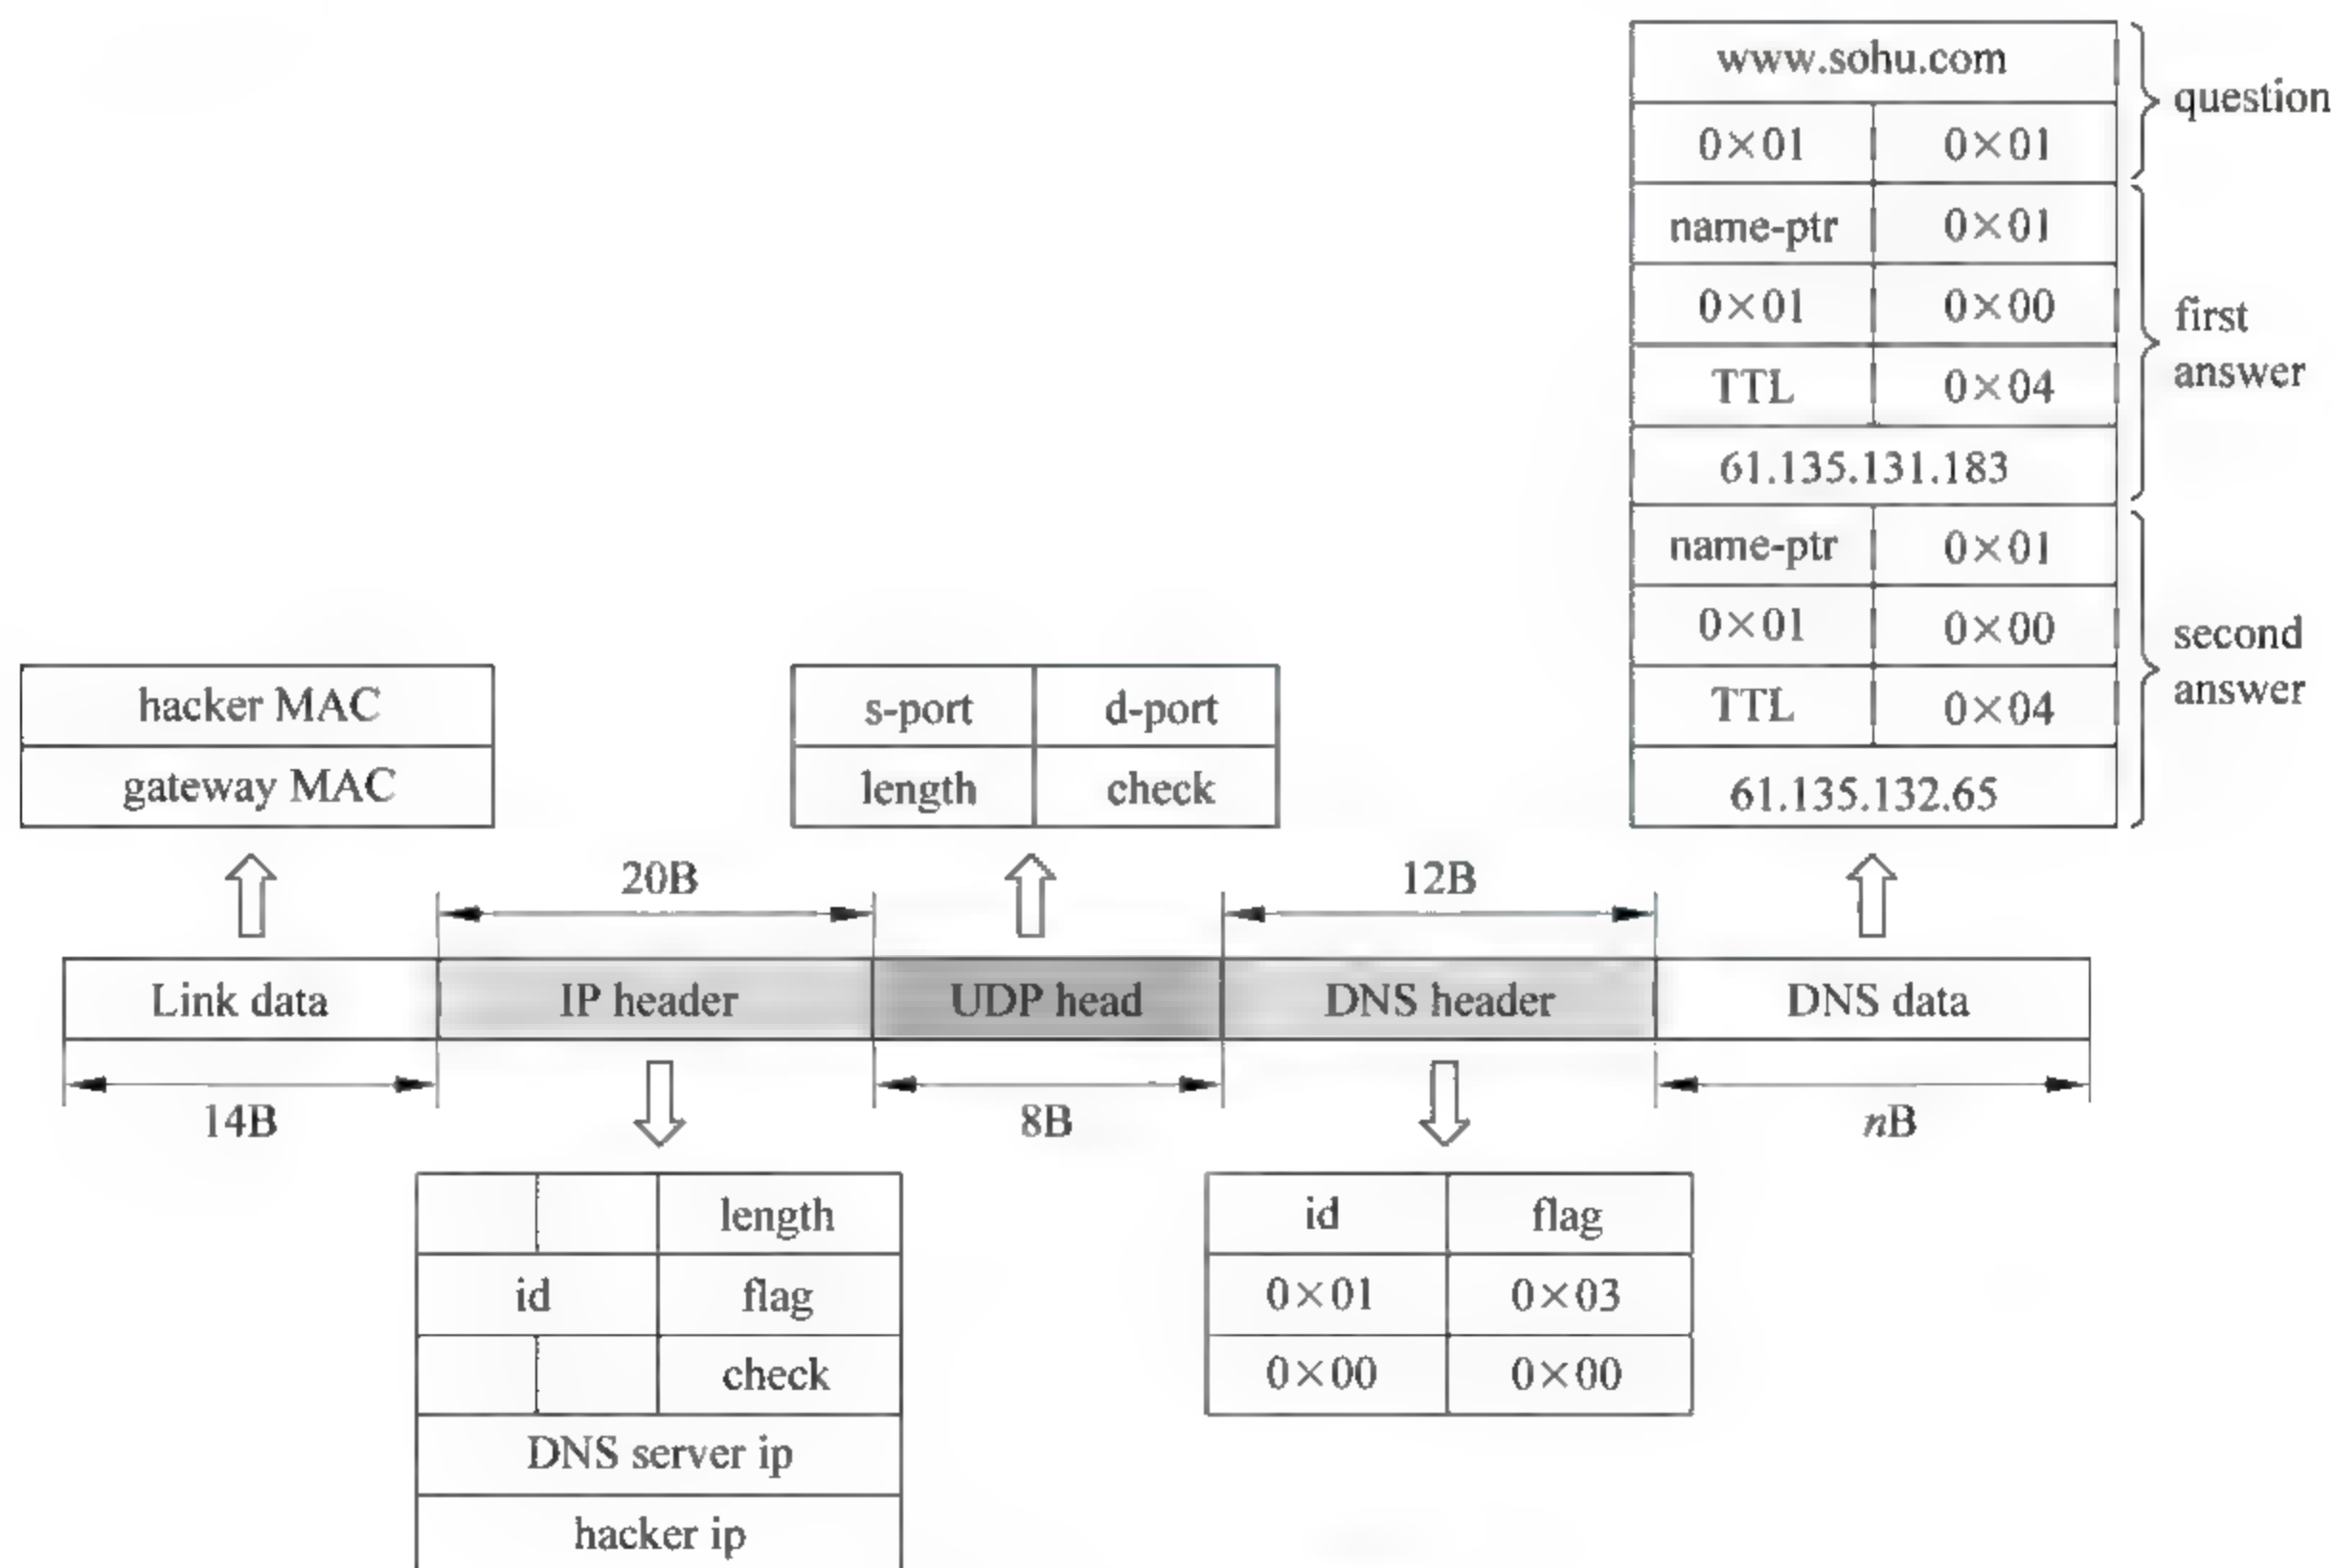 www.sohu.com
0×01 0×01
name-ptr 0×01
0×01 0×00
TTL 0×04
61.135.131.183
name-ptr 0×01
0×01 0×00
TTL 0×04
61.135.132.65
question
first
answer
second
answer
hacker MAC
gateway MAC
s-port d-port
length check
20B 12B
Link data IP header UDP head DNS header DNS data
14B 8B nB
length
id flag
check
DNS server ip
hacker ip
id flag
0×01 0×03
0×00 0×00